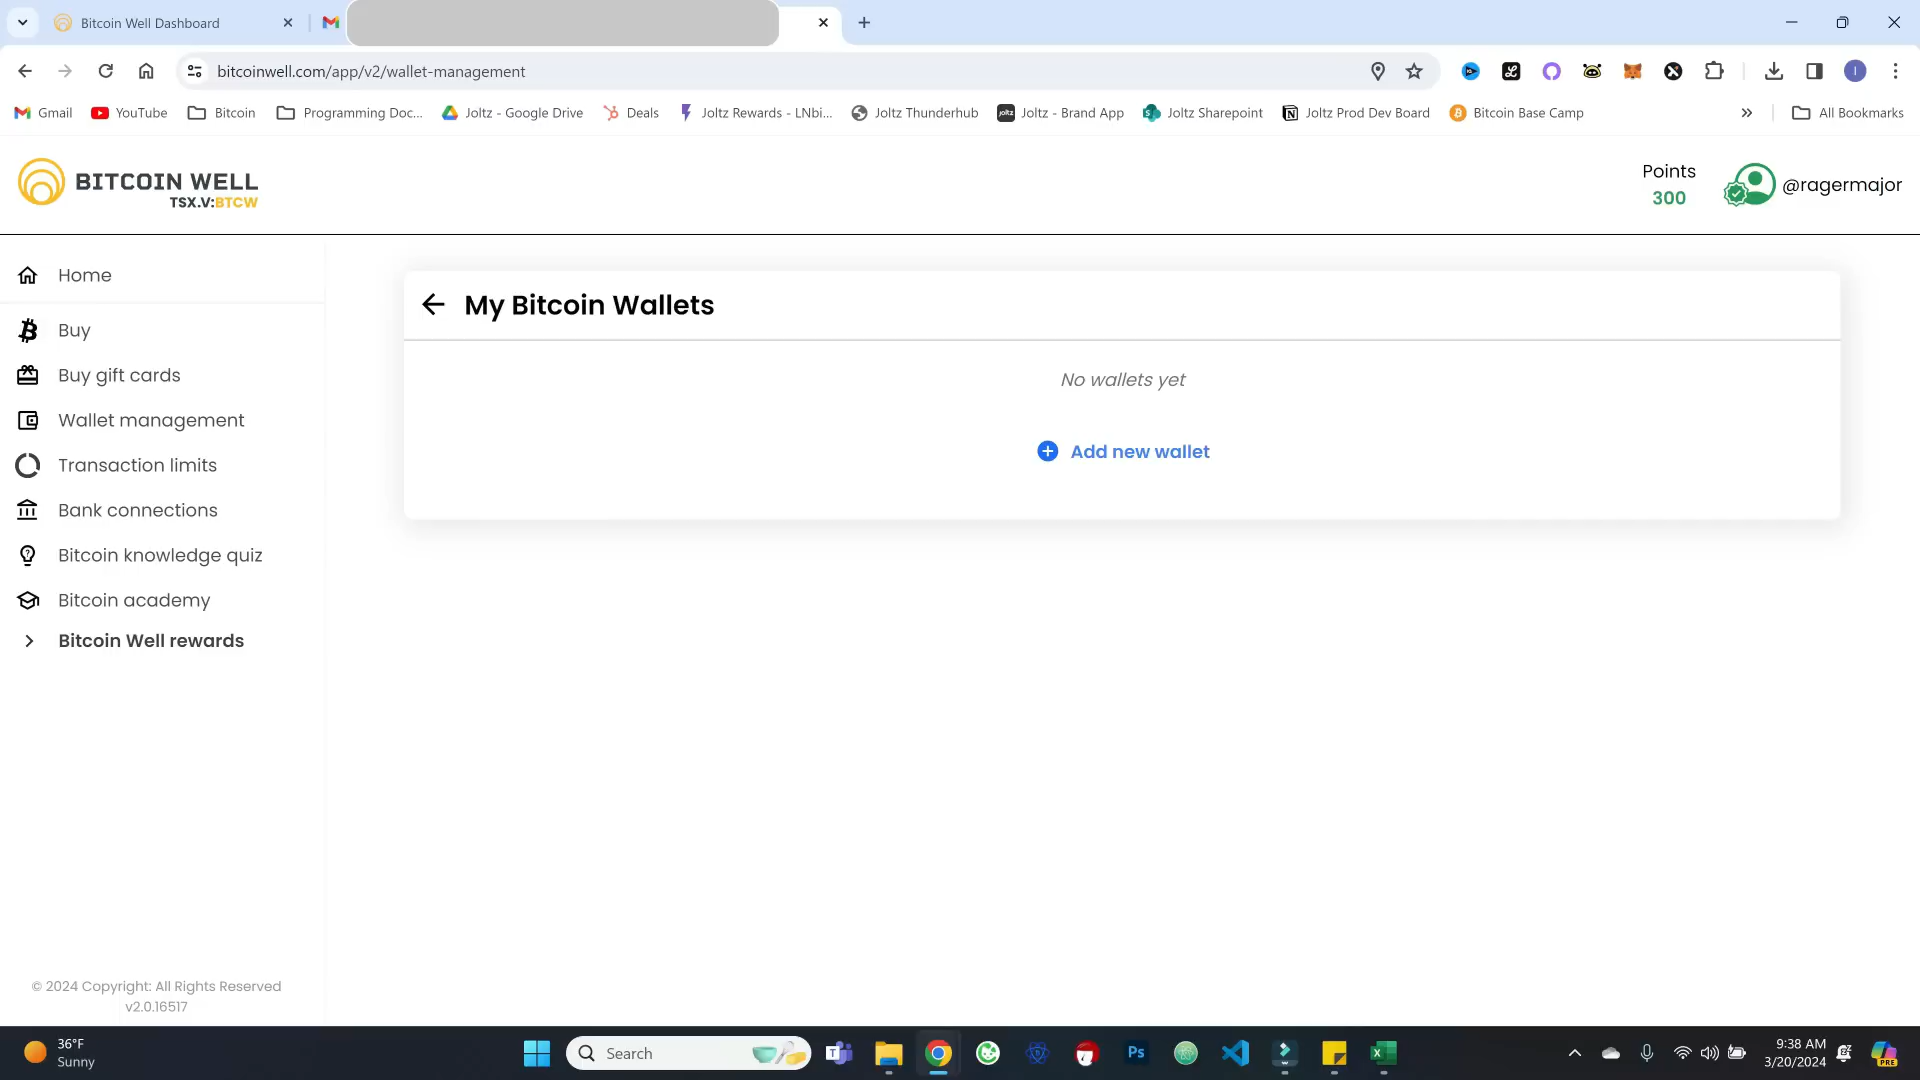 Bitcoin Well Dashboard
bitcoinwell.com/app/v2/wallet-management
Gmail
YouTube
Bitcoin
Programming Doc...
Joltz - Google Drive
Deals
Joltz Rewards - LNbi...
Joltz Thunderhub
Joltz - Brand App
Joltz Sharepoint
Joltz Prod Dev Board
Bitcoin Base Camp
All Bookmarks
BITCOIN WELL
TSX.V:BTCW
Points
300
@ragermajor
Home
Buy
Buy gift cards
Wallet management
Transaction limits
Bank connections
Bitcoin knowledge quiz
Bitcoin academy
Bitcoin Well rewards
My Bitcoin Wallets
No wallets yet
Add new wallet
© 2024 Copyright: All Rights Reserved
v2.0.16517
36°F
Sunny
Search
Ps
9:38 AM
3/20/2024
PRE